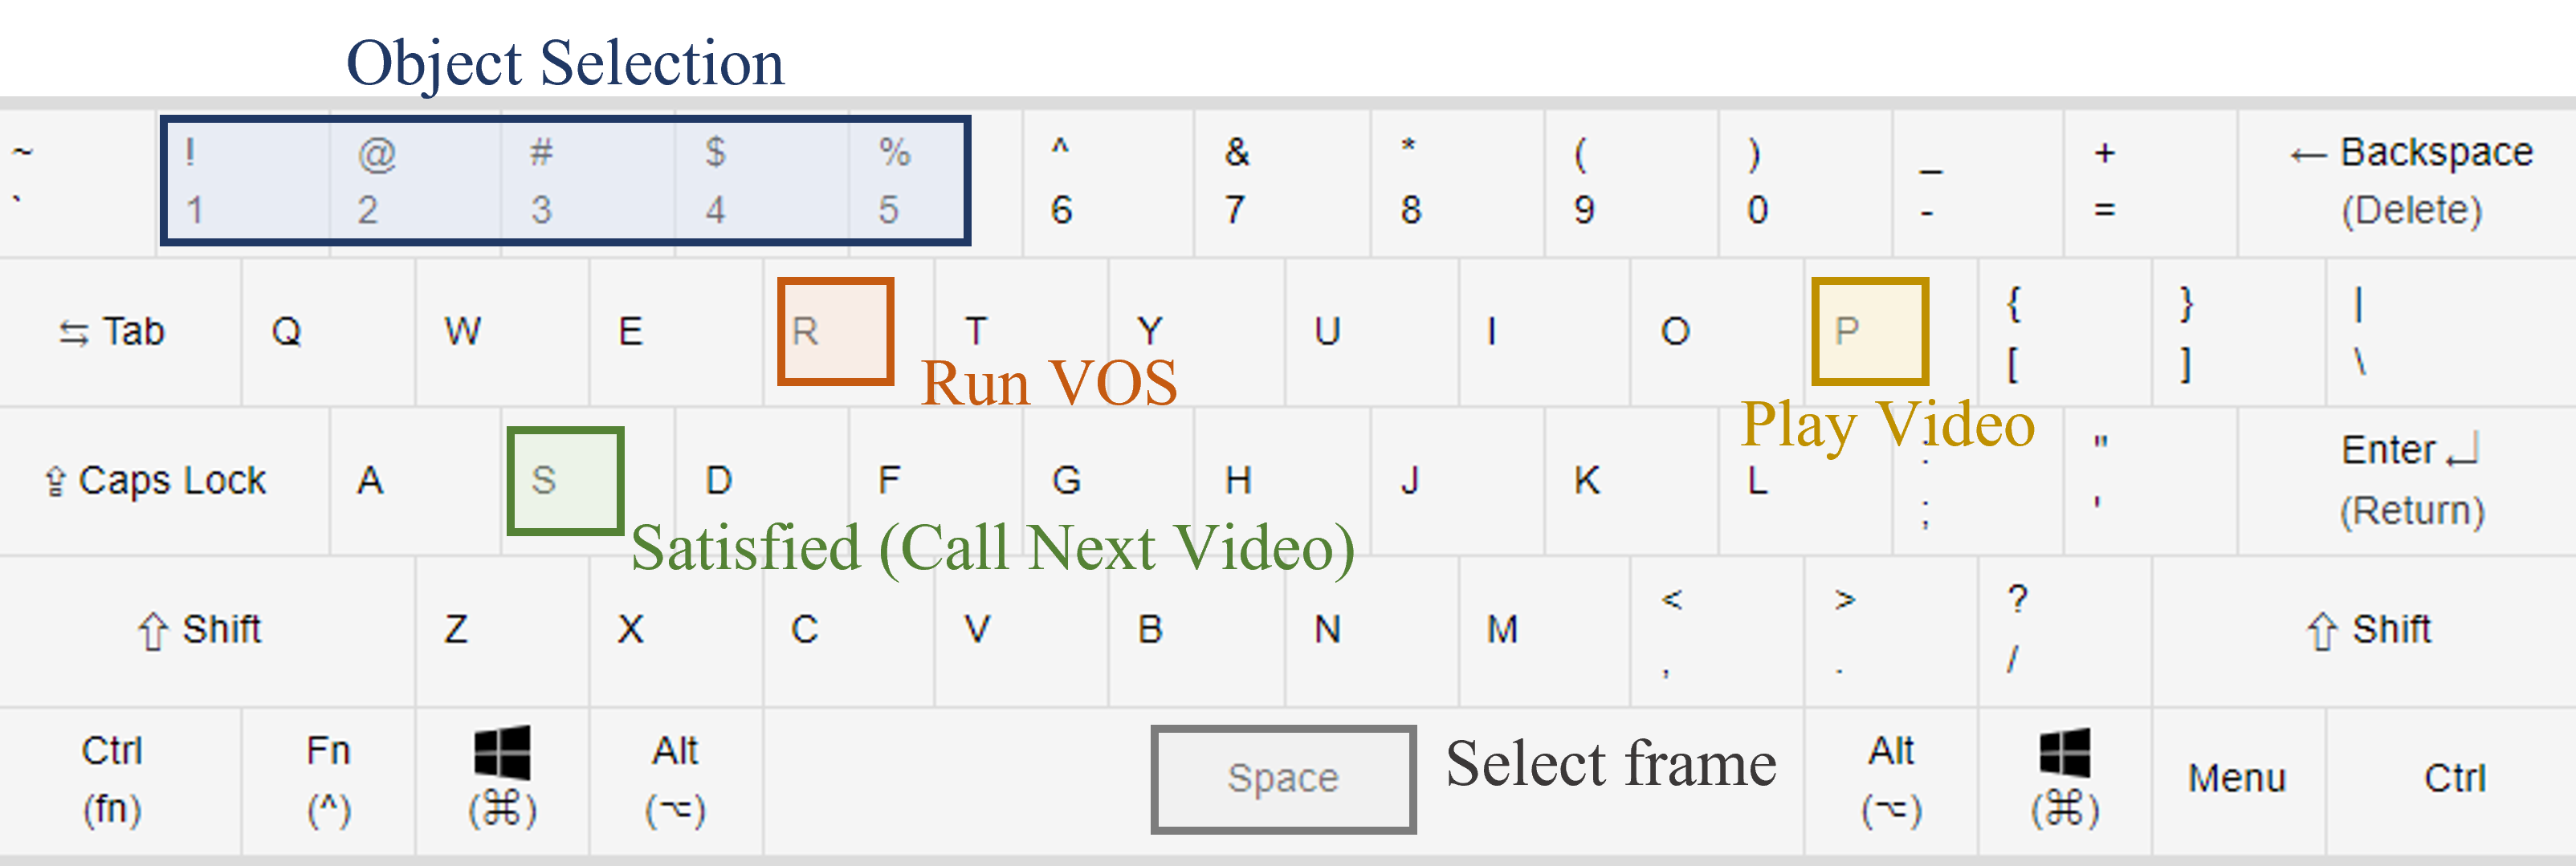 Object Selection
~ ! @ # $ % ^ & * ( ) _ + ← Backspace
` 1 2 3 4 5 6 7 8 9 0 - = (Delete)
⇆ Tab Q W E R T Y U I O P { } |
[ ] \
Run VOS
Play Video
⇪ Caps Lock A S D F G H J K L : " Enter ↵
; ' (Return)
Satisfied (Call Next Video)
⇧ Shift Z X C V B N M < > ? ⇧ Shift
, . /
Ctrl Fn Alt Space Select frame Alt Menu Ctrl
(fn) (^) (⌘) (⌥) (⌥) (⌘)